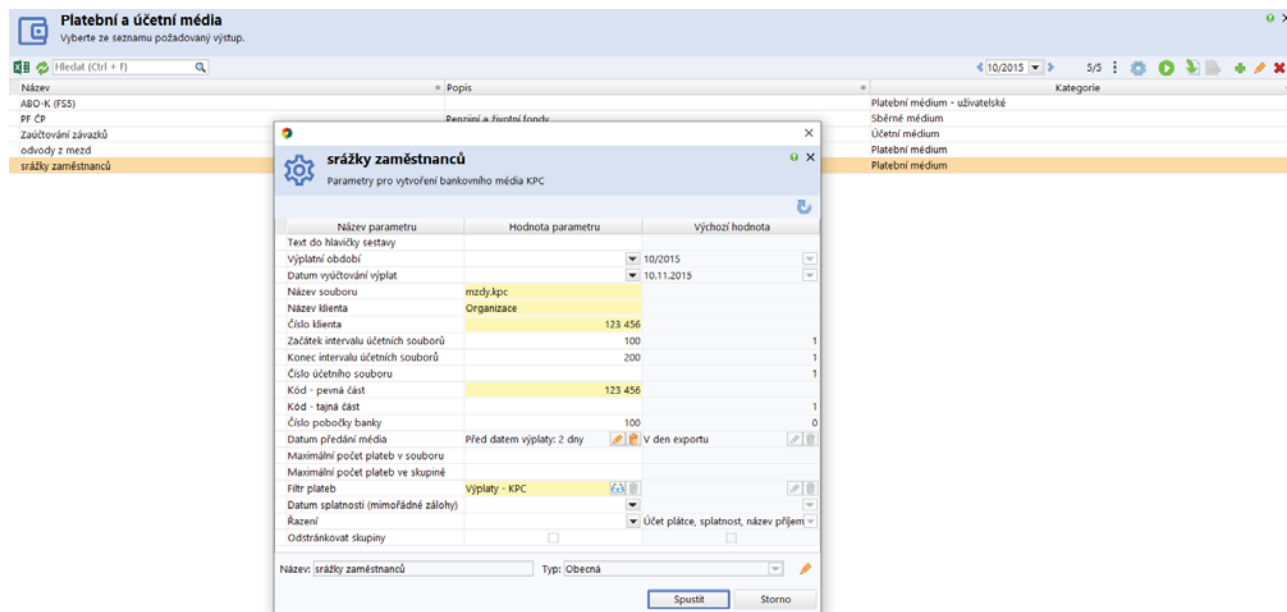 Platební a účetní média
Vyberte ze seznamu požadovaný výstup.
Hledat (Ctrl + F) 10/2015 5/5
Název Popis Kategorie
ABO-K (FS5) Platební médium - uživatelské
PF ČP Penzijní a životní fondy Sběrné médium
Zaúčtování závazků Účetní médium
odvody z mezd Platební médium
srážky zaměstnanců Platební médium
srážky zaměstnanců
Parametry pro vytvoření bankovního média KPC
Název parametru Hodnota parametru Výchozí hodnota
Text do hlavičky sestavy
Výplatní období 10/2015
Datum vyúčtování výplat 10.11.2015
Název souboru mzdy.kpc
Název klienta Organizace
Číslo klienta 123 456
Začátek intervalu účetních souborů 100 1
Konec intervalu účetních souborů 200 1
Číslo účetního souboru 1
Kód - pevná část 123 456
Kód - tajná část 1
Číslo pobočky banky 100 0
Datum předání média Před datem výplaty: 2 dny V den exportu
Maximální počet plateb v souboru
Maximální počet plateb ve skupině
Filtr plateb Výplaty - KPC
Datum splatnosti (mimořádné zálohy)
Řazení Účet plátce, splatnost, název příjem
Odstránkovat skupiny
Název: srážky zaměstnanců Typ: Obecná
Spustit Storno